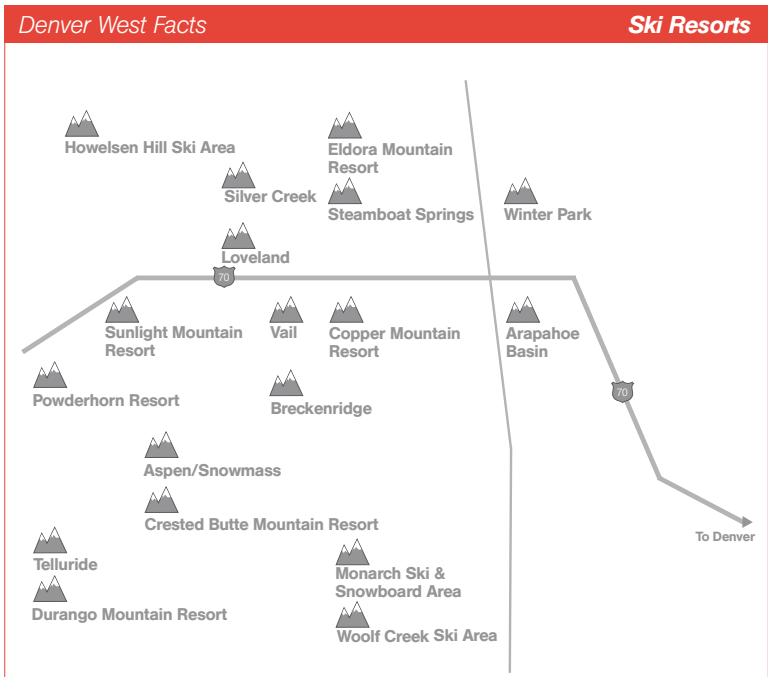 Denver West Facts
Ski Resorts
Howelsen Hill Ski Area
Eldora Mountain
Resort
Silver Creek
Steamboat Springs
Winter Park
Loveland
70
Sunlight Mountain
Resort
Vail
Copper Mountain
Resort
Arapahoe
Basin
Powderhorn Resort
Breckenridge
70
Aspen/Snowmass
Crested Butte Mountain Resort
To Denver
Telluride
Monarch Ski &
Snowboard Area
Durango Mountain Resort
Woolf Creek Ski Area